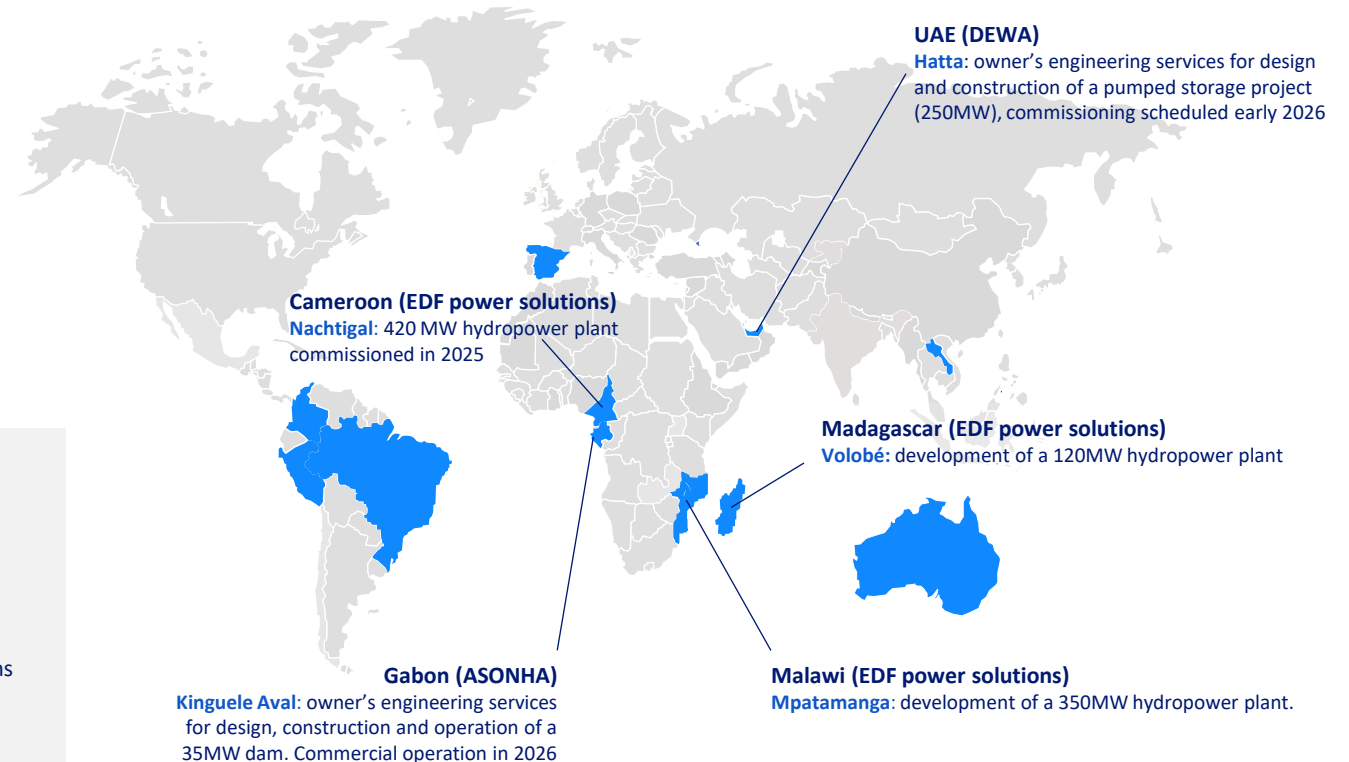 UAE (DEWA)
Hatta: owner’s engineering services for design
and construction of a pumped storage project
(250MW), commissioning scheduled early 2026
Cameroon (EDF power solutions)
Nachtigal: 420 MW hydropower plant
commissioned in 2025
Madagascar (EDF power solutions)
Volobé: development of a 120MW hydropower plant
Gabon (ASONHA)
Kinguele Aval: owner’s engineering services
for design, construction and operation of a
35MW dam. Commercial operation in 2026
Malawi (EDF power solutions)
Mpatamanga: development of a 350MW hydropower plant.